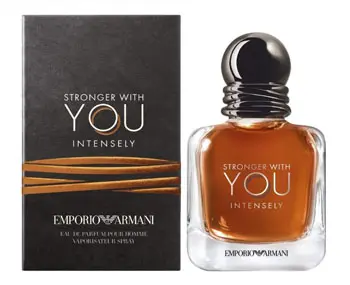 STRONGER WITH
YOU
INTENSELY
EMPORIO ARMANI
EAU DE PARFUM POUR HOMME
VAPORISATEUR SPRAY
STRONGER WITH
YOU
INTENSELY
EMPORIO ARMANI